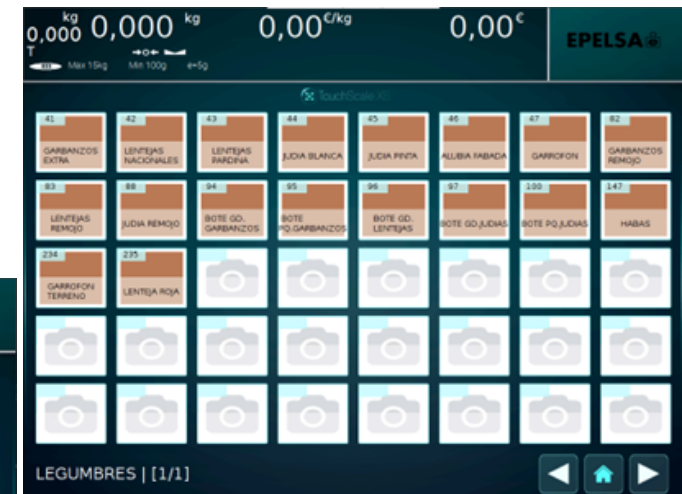 kg
0,000
T
0,000 kg
0,00 €/kg
0,00 €
EPELSA
Max 15kg Min 100g e=5g
TouchScale XS
41
GARBANZOS
EXTRA
42
LENTEJAS
NACIONALES
43
LENTEJAS
PARDINA
44
JUDIA BLANCA
45
JUDIA PINTA
46
ALUBIA FABADA
47
GARROFON
82
GARBANZOS
REMOJO
83
LENTEJAS
REMOJO
88
JUDIA REMOJO
94
BOTE GD.
GARBANZOS
95
BOTE
PQ.GARBANZOS
96
BOTE GD.
LENTEJAS
97
BOTE GD.JUDIAS
100
BOTE PQ.JUDIAS
147
HABAS
234
GARROFON
TERRENO
235
LENTEJA ROJA
LEGUMBRES | [1/1]